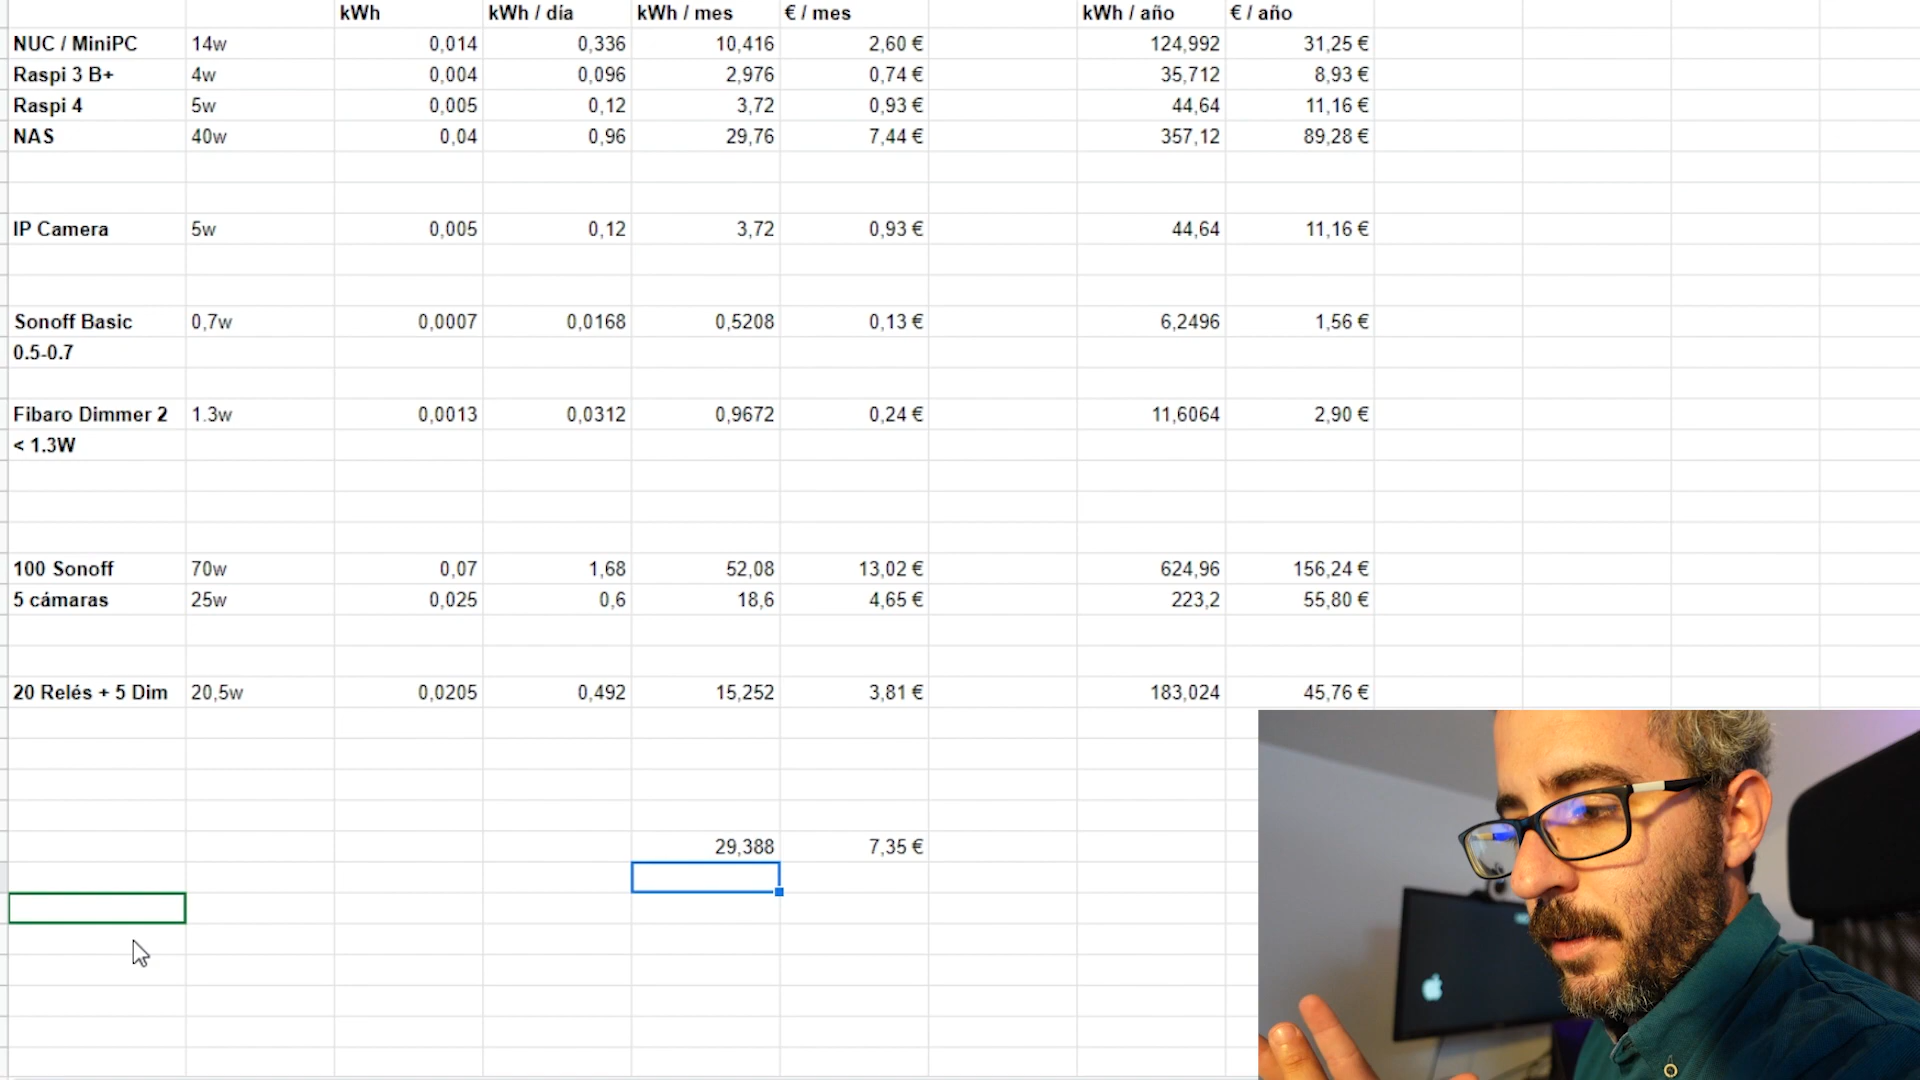 kWh kWh / día kWh / mes € / mes kWh / año € / año
NUC / MiniPC 14w 0,014 0,336 10,416 2,60 € 124,992 31,25 €
Raspi 3 B+ 4w 0,004 0,096 2,976 0,74 € 35,712 8,93 €
Raspi 4 5w 0,005 0,12 3,72 0,93 € 44,64 11,16 €
NAS 40w 0,04 0,96 29,76 7,44 € 357,12 89,28 €
IP Camera 5w 0,005 0,12 3,72 0,93 € 44,64 11,16 €
Sonoff Basic 0,7w 0,0007 0,0168 0,5208 0,13 € 6,2496 1,56 €
0.5-0.7
Fibaro Dimmer 2 1.3w 0,0013 0,0312 0,9672 0,24 € 11,6064 2,90 €
< 1.3W
100 Sonoff 70w 0,07 1,68 52,08 13,02 € 624,96 156,24 €
5 cámaras 25w 0,025 0,6 18,6 4,65 € 223,2 55,80 €
20 Relés + 5 Dim 20,5w 0,0205 0,492 15,252 3,81 € 183,024 45,76 €
29,388 7,35 €